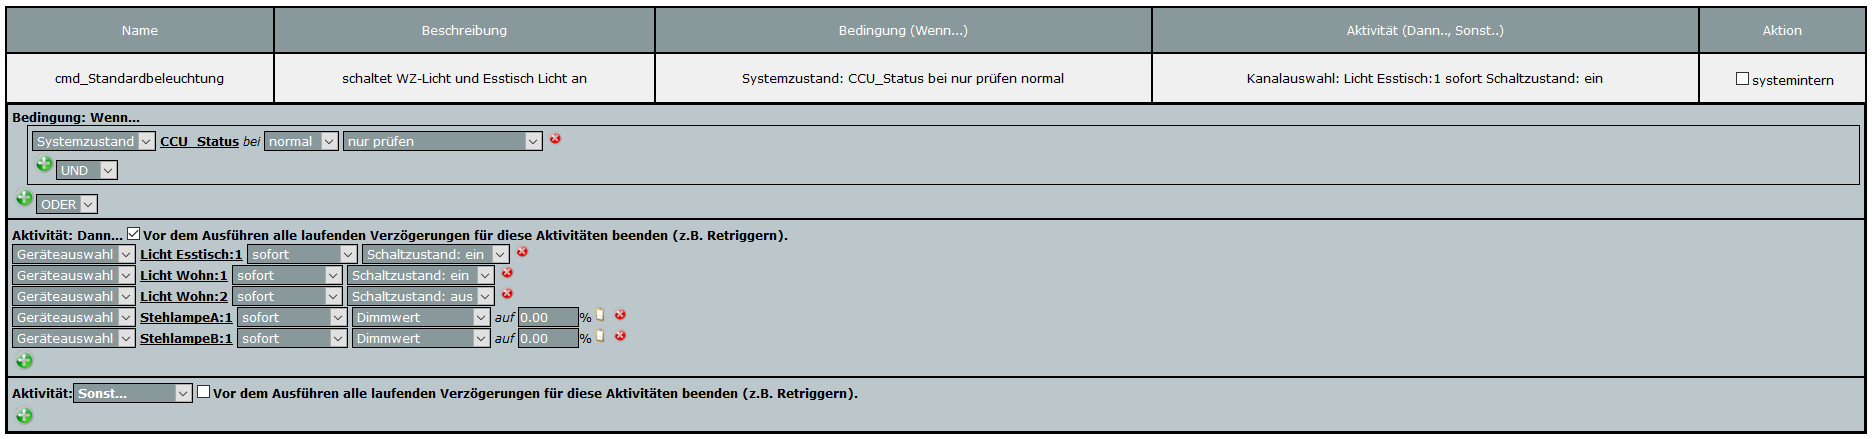 Name Beschreibung Bedingung (Wenn...) Aktivität (Dann.., Sonst..) Aktion
cmd_Standardbeleuchtung schaltet WZ-Licht und Esstisch Licht an Systemzustand: CCU_Status bei nur prüfen normal Kanalauswahl: Licht Esstisch:1 sofort Schaltzustand: ein systemintern
Bedingung: Wenn...
Systemzustand CCU_Status bei normal nur prüfen
UND
ODER
Aktivität: Dann... Vor dem Ausführen alle laufenden Verzögerungen für diese Aktivitäten beenden (z.B. Retriggern).
Geräteauswahl Licht Esstisch:1 sofort Schaltzustand: ein
Geräteauswahl Licht Wohn:1 sofort Schaltzustand: ein
Geräteauswahl Licht Wohn:2 sofort Schaltzustand: aus
Geräteauswahl StehlampeA:1 sofort Dimmwert auf 0.00 %
Geräteauswahl StehlampeB:1 sofort Dimmwert auf 0.00 %
Aktivität: Sonst... Vor dem Ausführen alle laufenden Verzögerungen für diese Aktivitäten beenden (z.B. Retriggern).